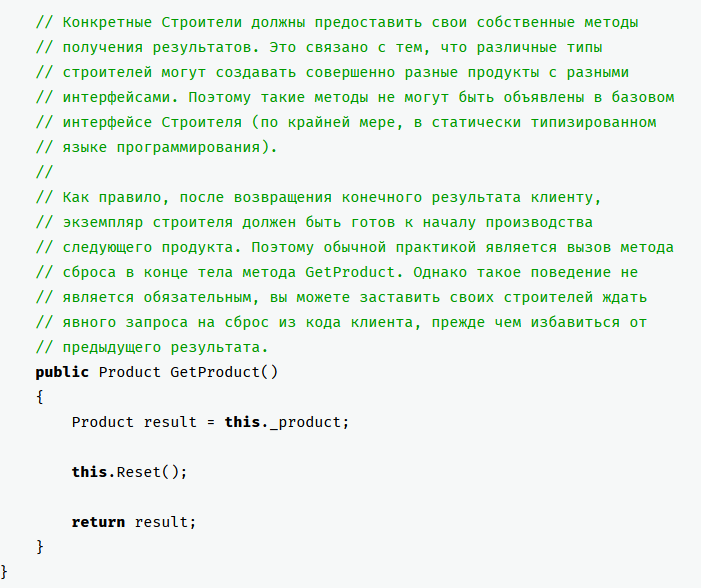 // Конкретные Строители должны предоставить свои собственные методы
// получения результатов. Это связано с тем, что различные типы
// строителей могут создавать совершенно разные продукты с разными
// интерфейсами. Поэтому такие методы не могут быть объявлены в базовом
// интерфейсе Строителя (по крайней мере, в статически типизированном
// языке программирования).
//
// Как правило, после возвращения конечного результата клиенту,
// экземпляр строителя должен быть готов к началу производства
// следующего продукта. Поэтому обычной практикой является вызов метода
// сброса в конце тела метода GetProduct. Однако такое поведение не
// является обязательным, вы можете заставить своих строителей ждать
// явного запроса на сброс из кода клиента, прежде чем избавиться от
// предыдущего результата.
public Product GetProduct()
{
Product result = this._product;
this.Reset();
return result;
}
}